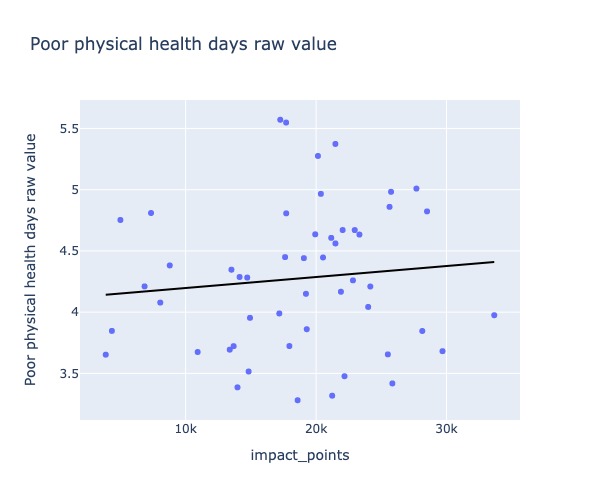 Poor physical health days raw value
Poor physical health days raw value
5.5
5
4.5
4
3.5
10k
20k
30k
impact_points